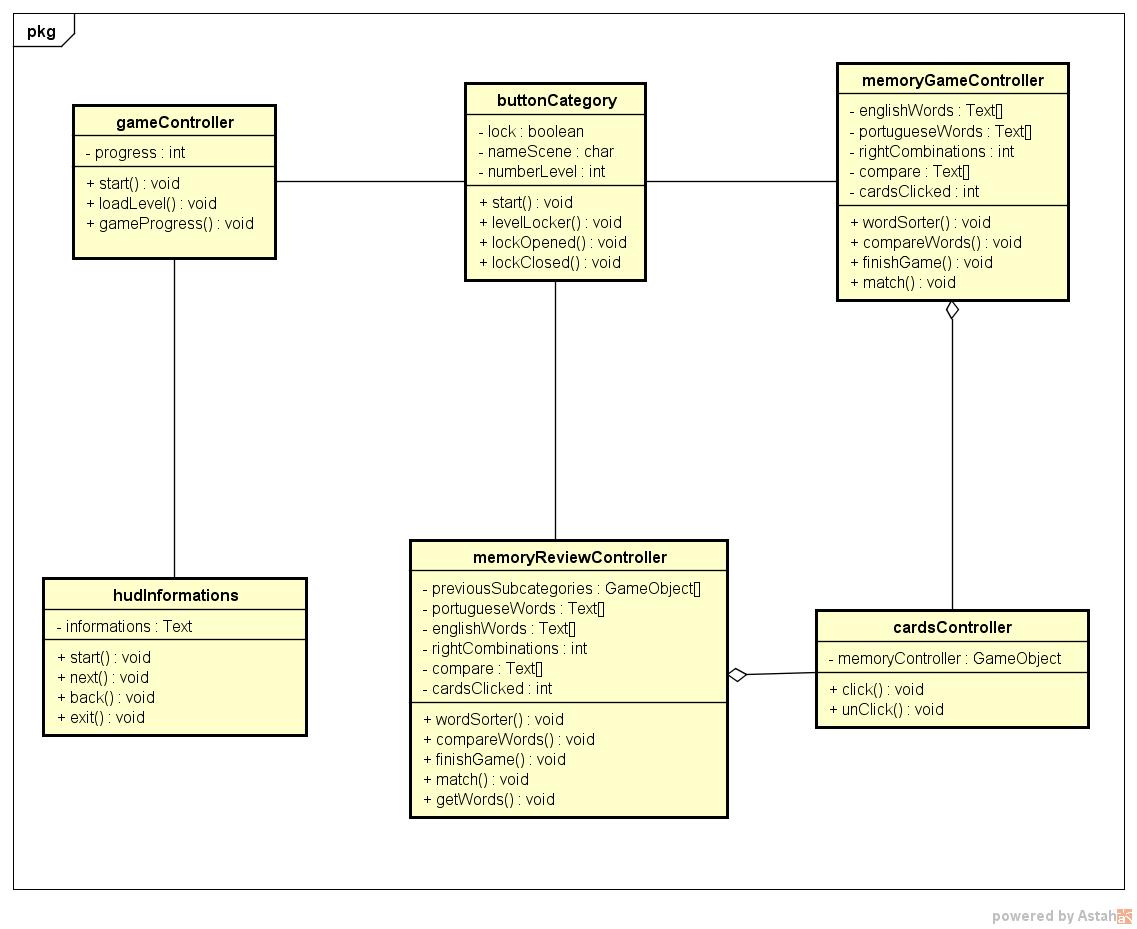 pkg
gameController
- progress : int
+ start() : void
+ loadLevel() : void
+ gameProgress() : void
buttonCategory
- lock : boolean
- nameScene : char
- numberLevel : int
+ start() : void
+ levelLocker() : void
+ lockOpened() : void
+ lockClosed() : void
memoryGameController
- englishWords : Text[]
- portugueseWords : Text[]
- rightCombinations : int
- compare : Text[]
- cardsClicked : int
+ wordSorter() : void
+ compareWords() : void
+ finishGame() : void
+ match() : void
hudInformations
- informations : Text
+ start() : void
+ next() : void
+ back() : void
+ exit() : void
memoryReviewController
- previousSubcategories : GameObject[]
- portugueseWords : Text[]
- englishWords : Text[]
- rightCombinations : int
- compare : Text[]
- cardsClicked : int
+ wordSorter() : void
+ compareWords() : void
+ finishGame() : void
+ match() : void
+ getWords() : void
cardsController
- memoryController : GameObject
+ click() : void
+ unClick() : void
powered by Astah